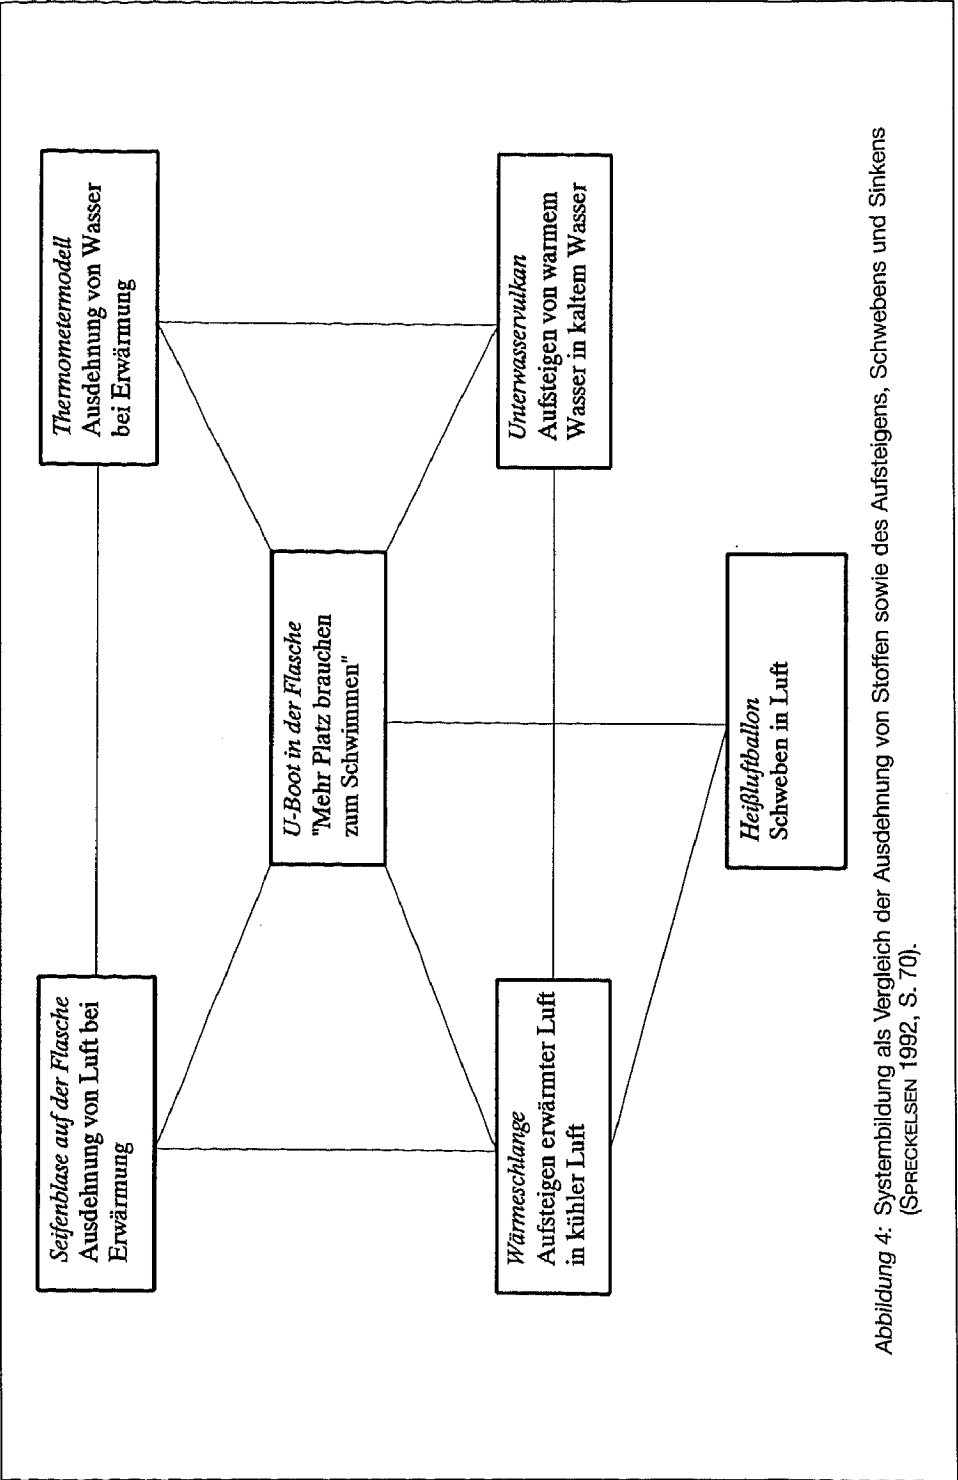 Seifenblase auf der Flasche
Ausdehnung von Luft bei
Erwärmung
Thermometermodell
Ausdehnung von Wasser
bei Erwärmung
U-Boot in der Flasche
"Mehr Platz brauchen
zum Schwimmen"
Wärmeschlange
Aufsteigen erwärmter Luft
in kühler Luft
Unterwasservulkan
Aufsteigen von warmem
Wasser in kaltem Wasser
Heißluftballon
Schweben in Luft
Abbildung 4: Systembildung als Vergleich der Ausdehnung von Stoffen sowie des Aufsteigens, Schwebens und Sinkens
(SPRECKELSEN 1992, S. 70).